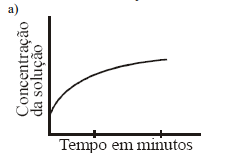 a)
Concentração
da solução
Tempo em minutos